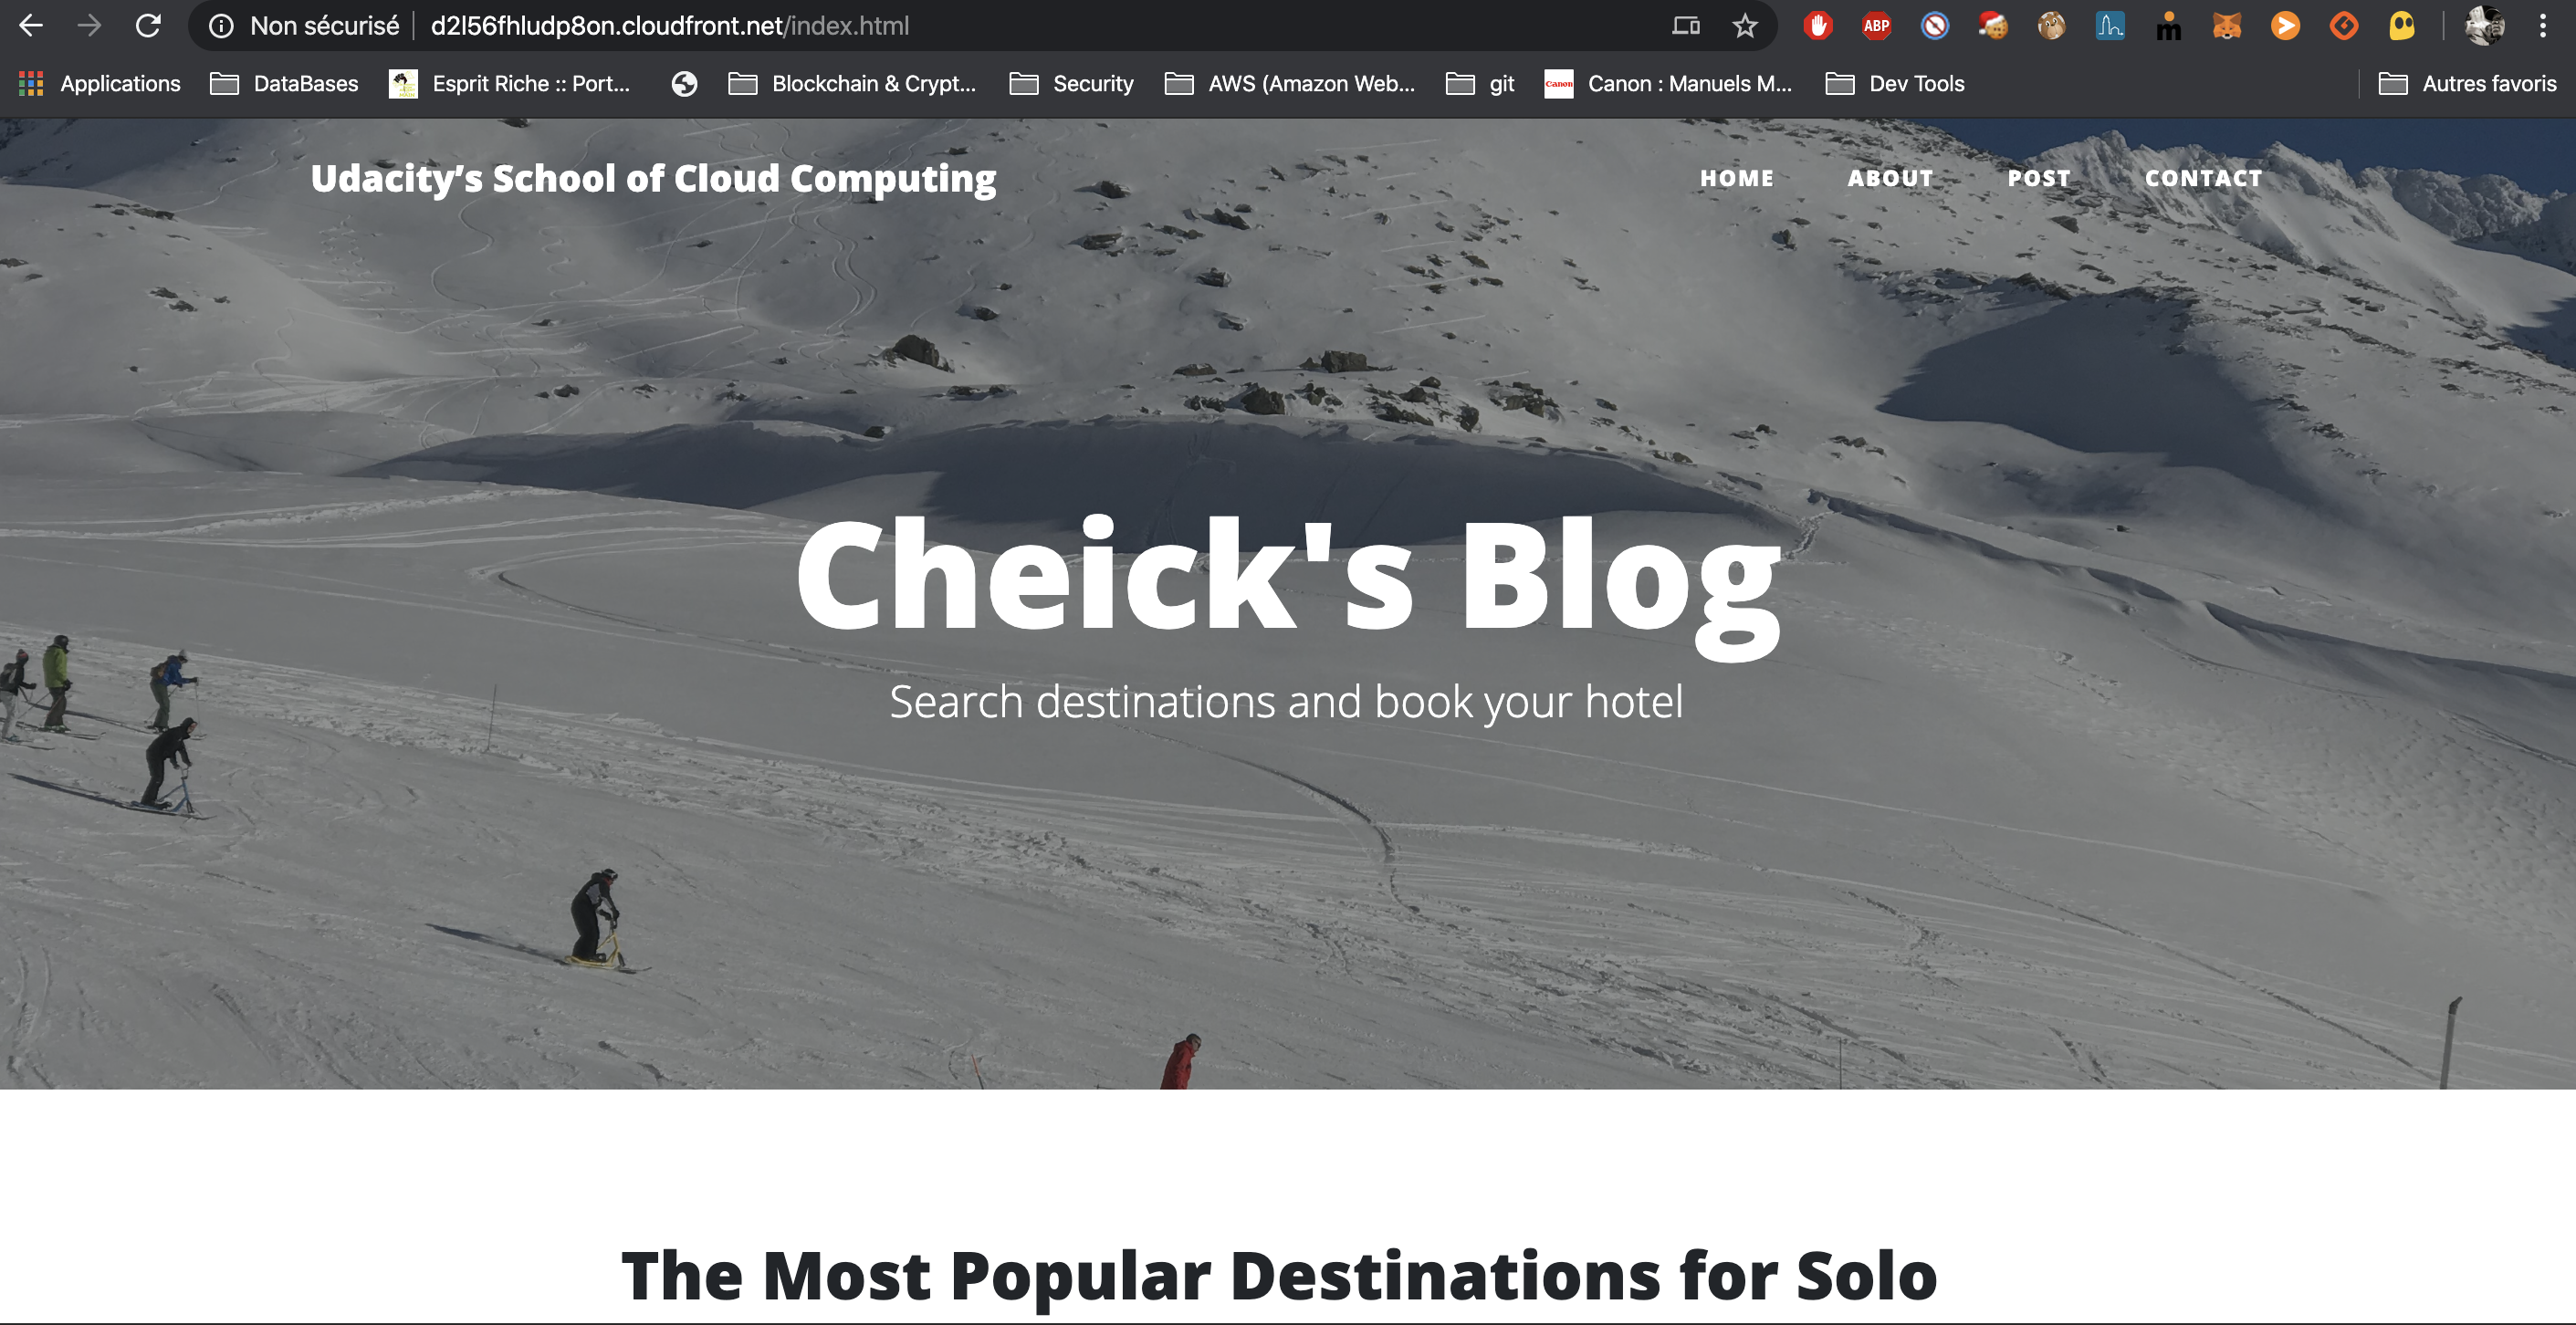 Non sécurisé d2l56fhludp8on.cloudfront.net/index.html
ABP
Applications DataBases Esprit Riche :: Port... Blockchain & Crypt... Security AWS (Amazon Web... git Canon Canon : Manuels M... Dev Tools Autres favoris
Udacity’s School of Cloud Computing HOME ABOUT POST CONTACT
Cheick's Blog
Search destinations and book your hotel
The Most Popular Destinations for Solo